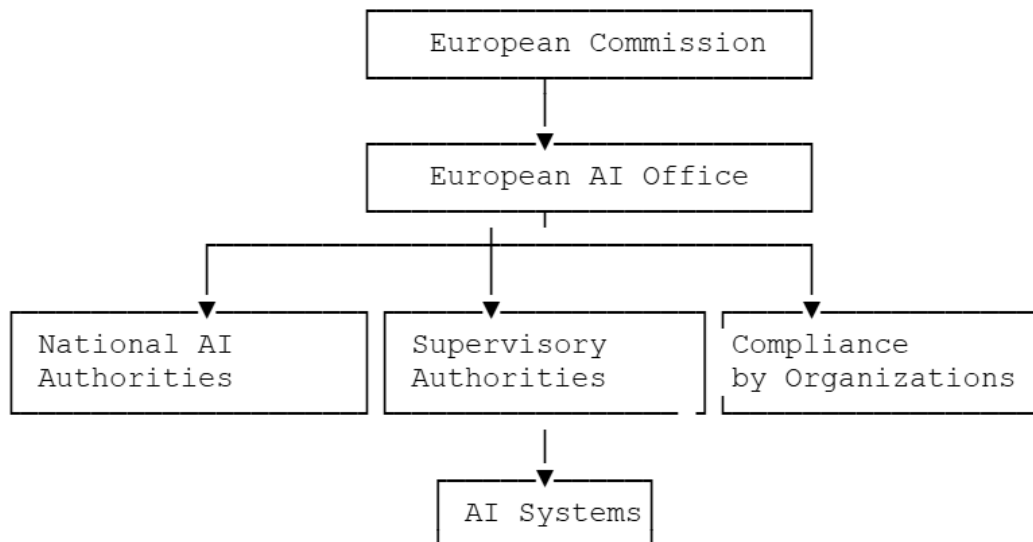 European Commission
European AI Office
National AI
Authorities
Supervisory
Authorities
Compliance
by Organizations
AI Systems